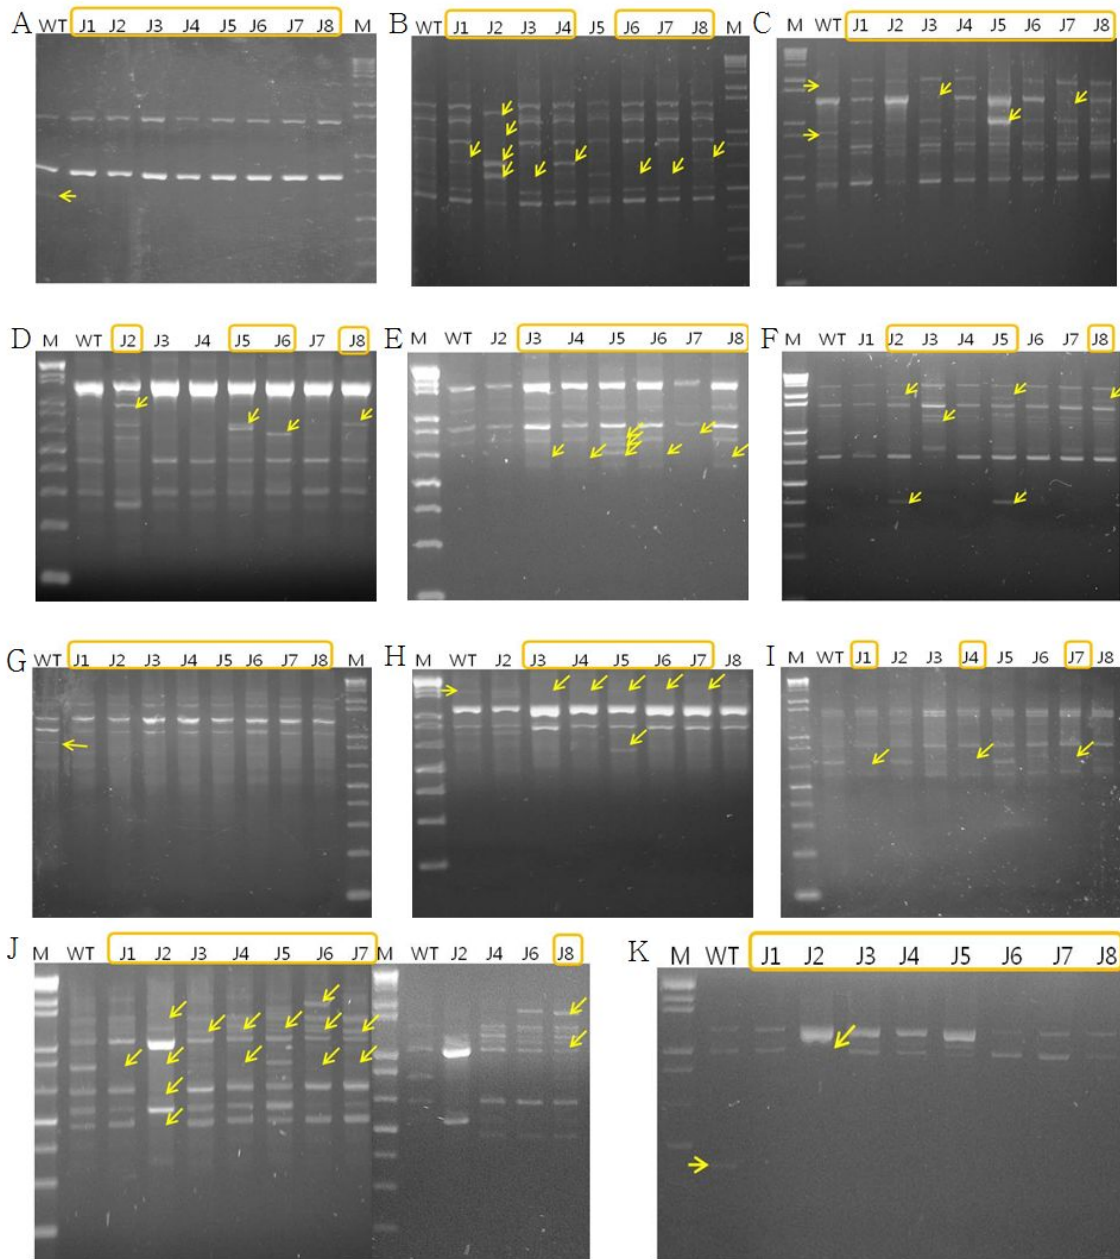 A WT J1 J2 J3 J4 J5 J6 J7 J8 M
B WT J1 J2 J3 J4 J5 J6 J7 J8 M
C M WT J1 J2 J3 J4 J5 J6 J7 J8
D M WT J2 J3 J4 J5 J6 J7 J8
E M WT J2 J3 J4 J5 J6 J7 J8
F M WT J1 J2 J3 J4 J5 J6 J7 J8
G WT J1 J2 J3 J4 J5 J6 J7 J8 M
H M WT J2 J3 J4 J5 J6 J7 J8
I M WT J1 J2 J3 J4 J5 J6 J7 J8
J M WT J1 J2 J3 J4 J5 J6 J7 M WT J2 J4 J6 J8
K M WT J1 J2 J3 J4 J5 J6 J7 J8